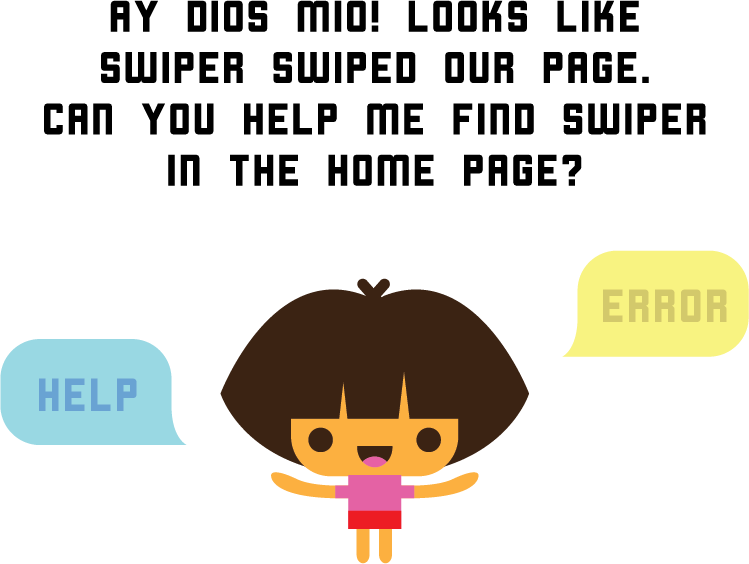 AY DIOS MIO! LOOKS LIKE
SWIPER SWIPED OUR PAGE.
CAN YOU HELP ME FIND SWIPER
IN THE HOME PAGE?
ERROR
HELP